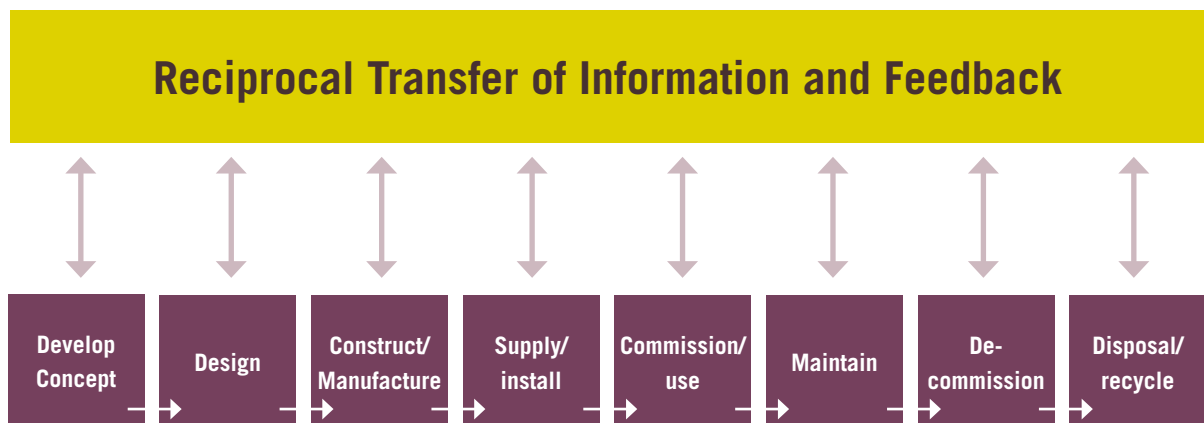 Reciprocal Transfer of Information and Feedback
Develop
Concept
Design
Construct/
Manufacture
Supply/
install
Commission/
use
Maintain
De-
commission
Disposal/
recycle